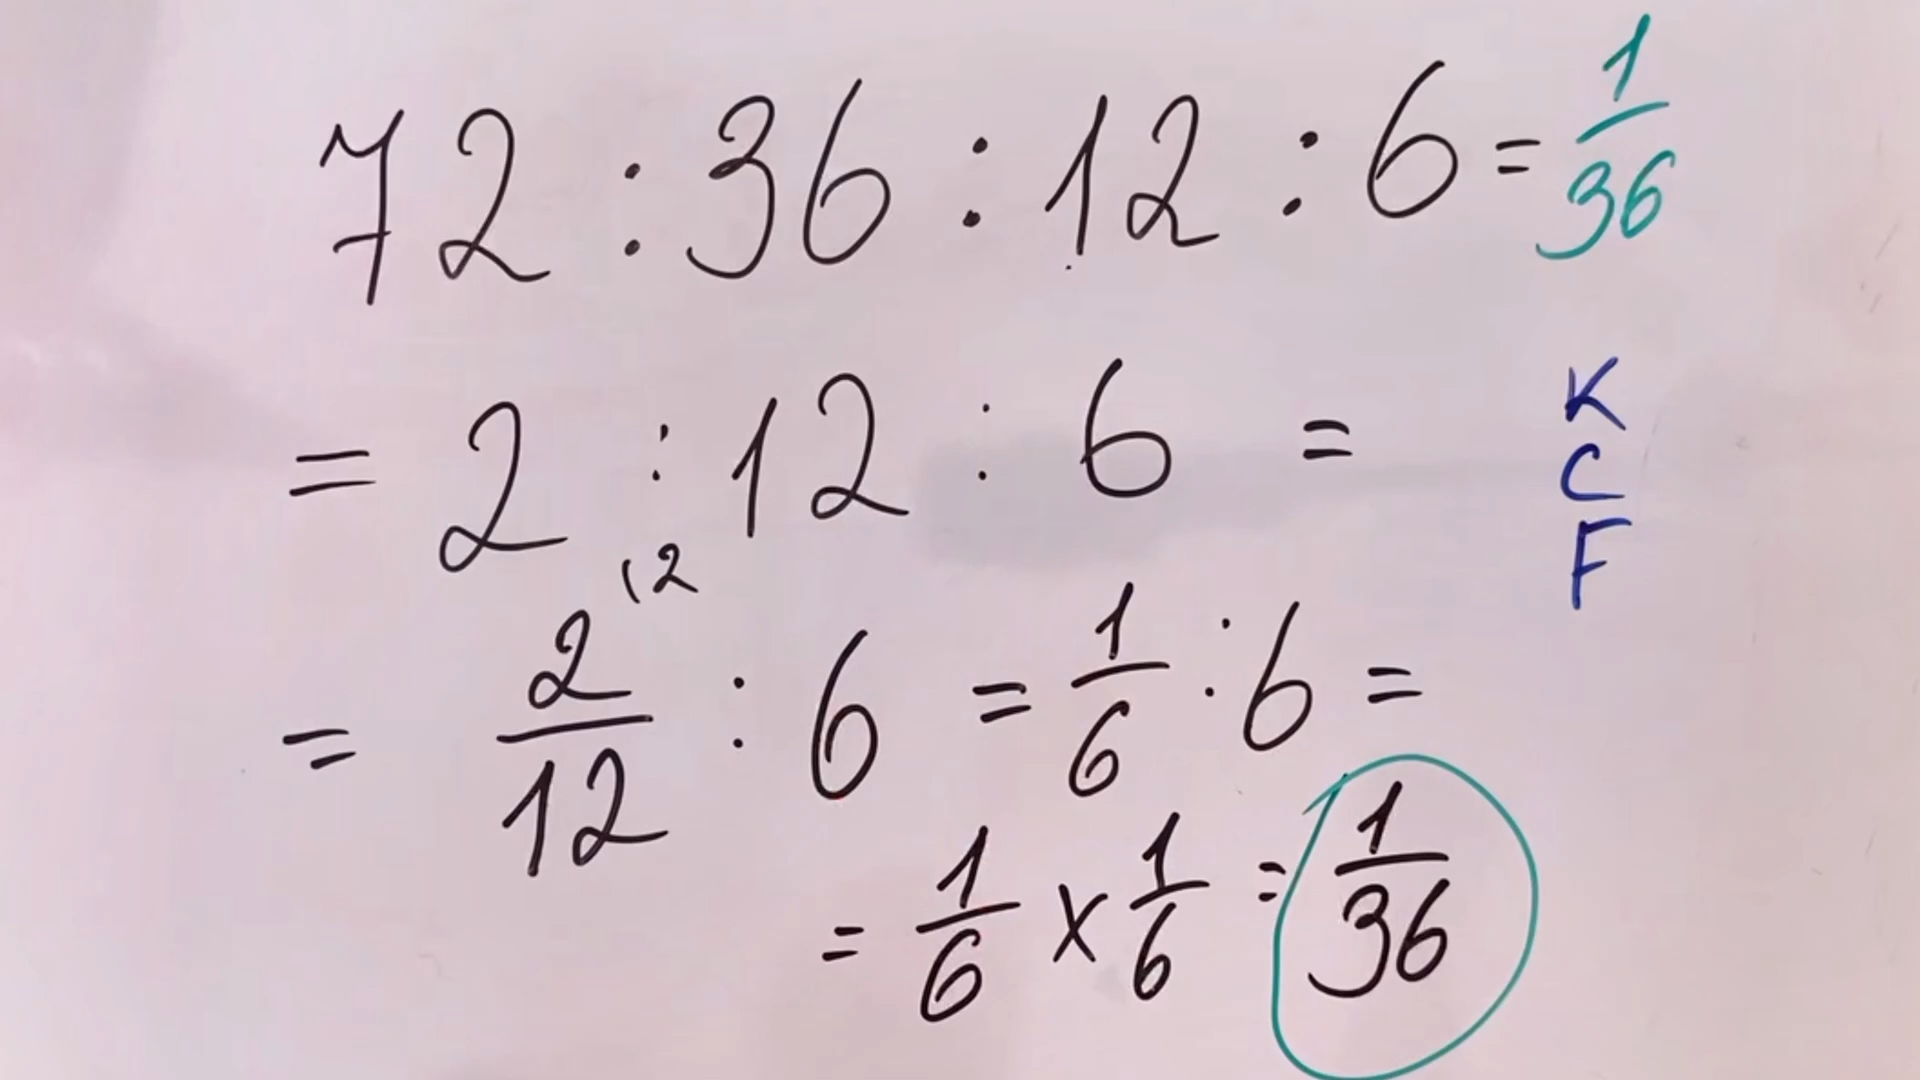 72 : 36 : 12 : 6 = 1/36
= 2 : 12 : 6 =
K
C
F
(2
= 2/12 : 6 = 1/6 : 6 =
= 1/6 x 1/6 = 1/36